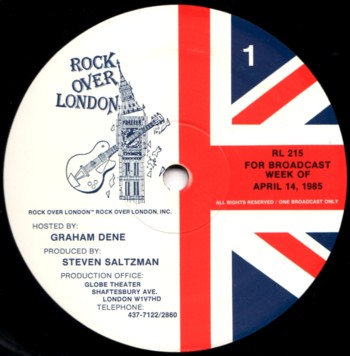 ROCK
OVER
LONDON
1
RL 215
FOR BROADCAST
WEEK OF
APRIL 14, 1985
ALL RIGHTS RESERVED / ONE BROADCAST ONLY
ROCK OVER LONDON™ ROCK OVER LONDON, INC.
HOSTED BY:
GRAHAM DENE
PRODUCED BY:
STEVEN SALTZMAN
PRODUCTION OFFICE:
GLOBE THEATER
SHAFTESBURY AVE.
LONDON W1V7HD
TELEPHONE:
437-7122/2860